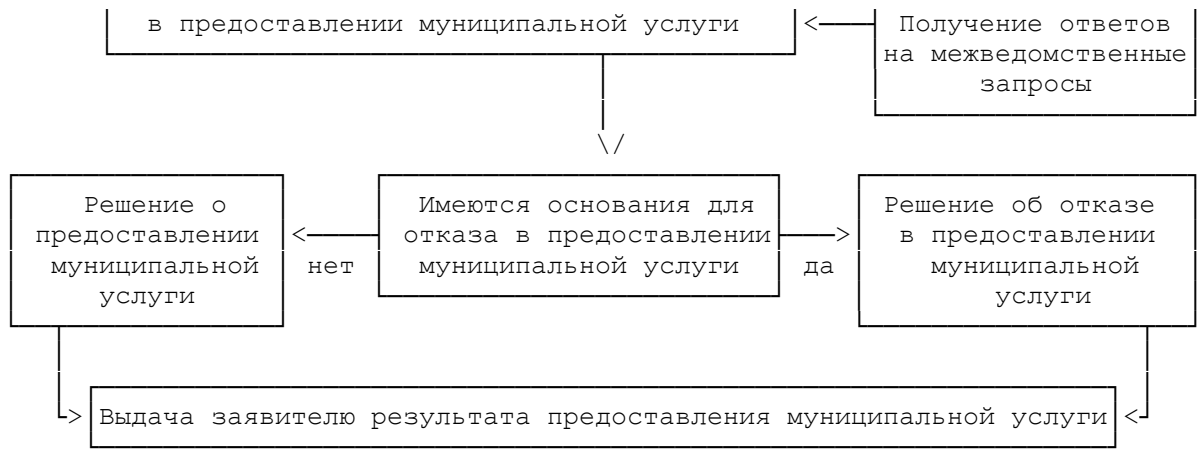 в предоставлении муниципальной услуги
Получение ответов
на межведомственные
запросы
Решение о
предоставлении
муниципальной
услуги
нет
Имеются основания для
отказа в предоставлении
муниципальной услуги
да
Решение об отказе
в предоставлении
муниципальной
услуги
Выдача заявителю результата предоставления муниципальной услуги